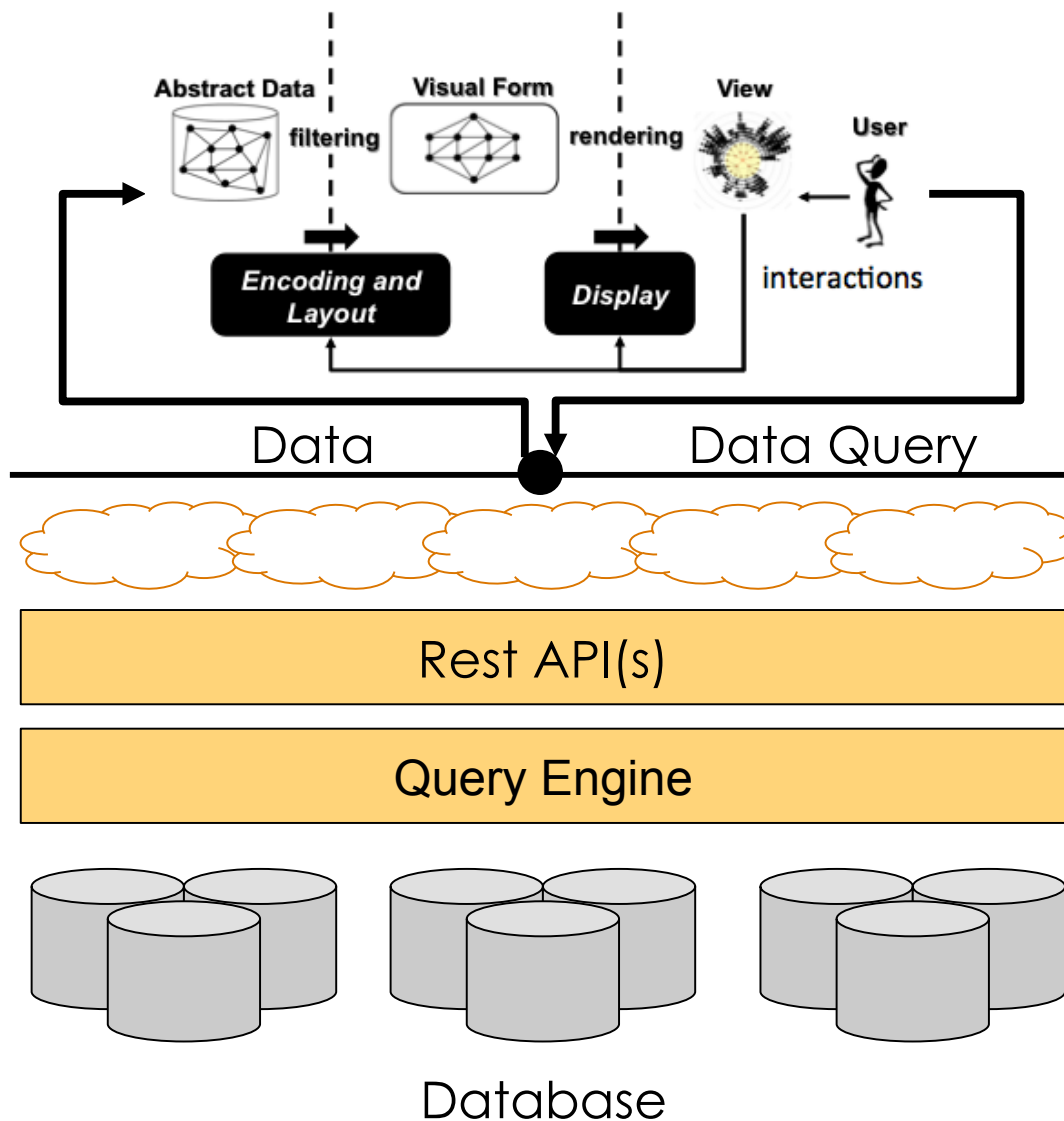 Abstract Data
Visual Form
View
User
filtering
rendering
Encoding and
Layout
Display
interactions
Data
Data Query
Rest API(s)
Query Engine
Database